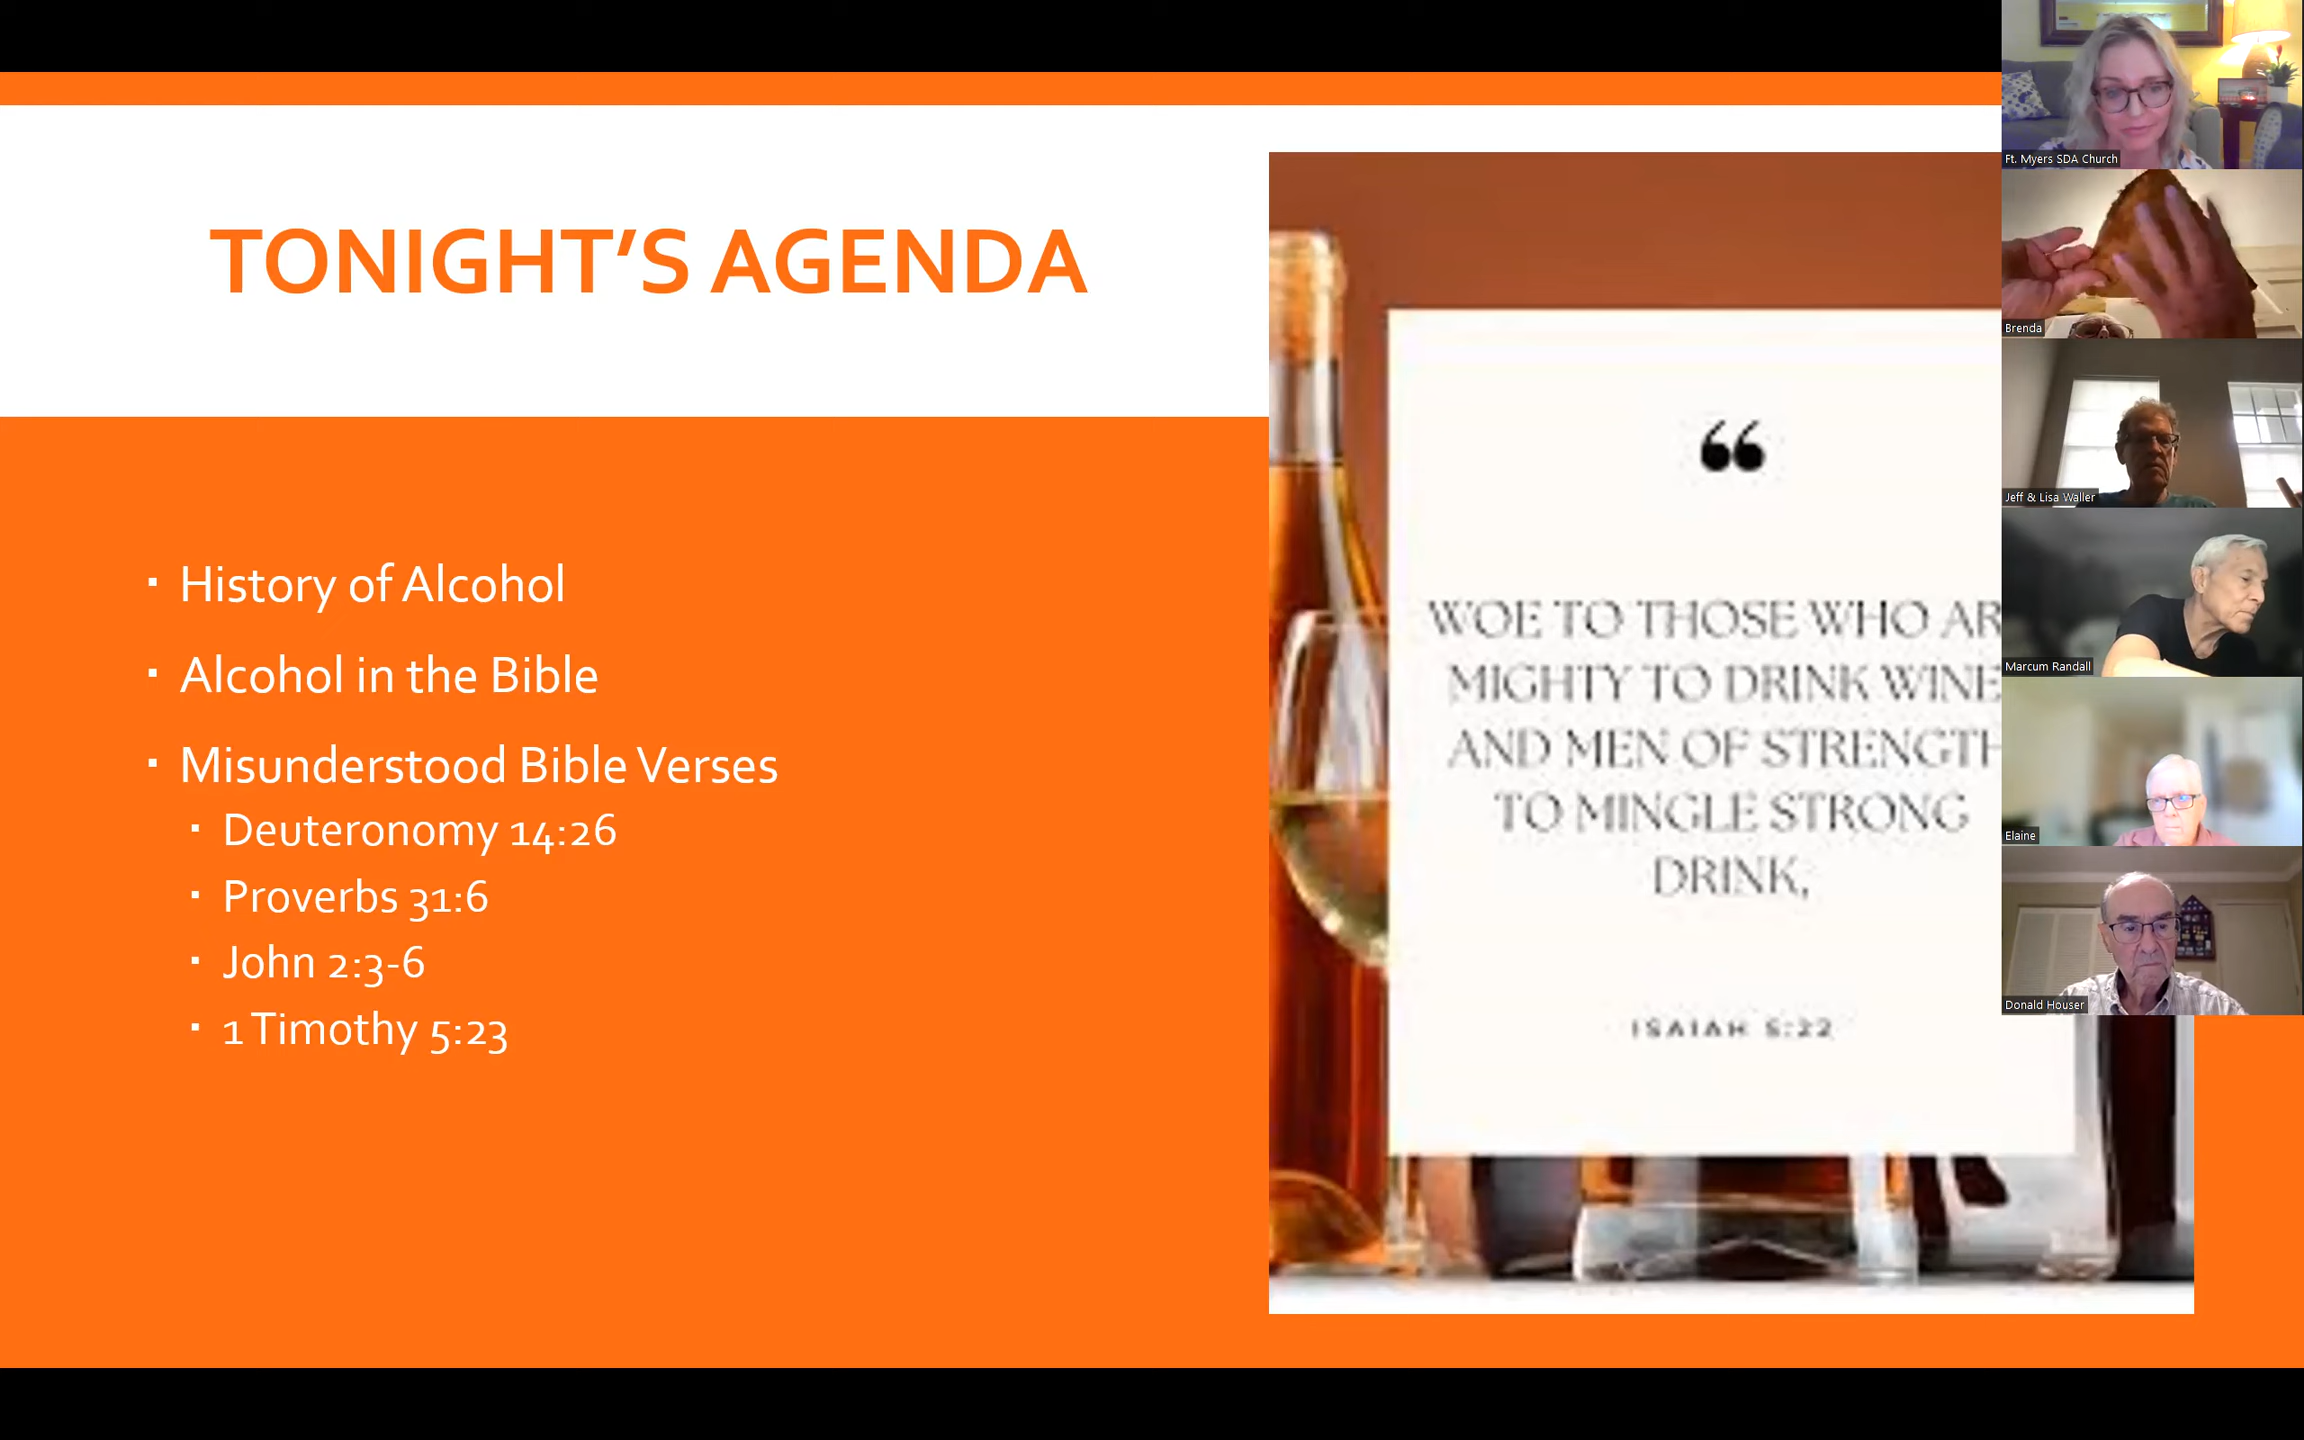 TONIGHT’S AGENDA
▪ History of Alcohol
▪ Alcohol in the Bible
▪ Misunderstood Bible Verses
▪ Deuteronomy 14:26
▪ Proverbs 31:6
▪ John 2:3-6
▪ 1 Timothy 5:23
“
WOE TO THOSE WHO AR
MIGHTY TO DRINK WINE
AND MEN OF STRENGTH
TO MINGLE STRONG
DRINK,
ISAIAH 5:22
Ft. Myers SDA Church
Brenda
Jeff & Lisa Waller
Marcum Randall
Elaine
Donald Houser